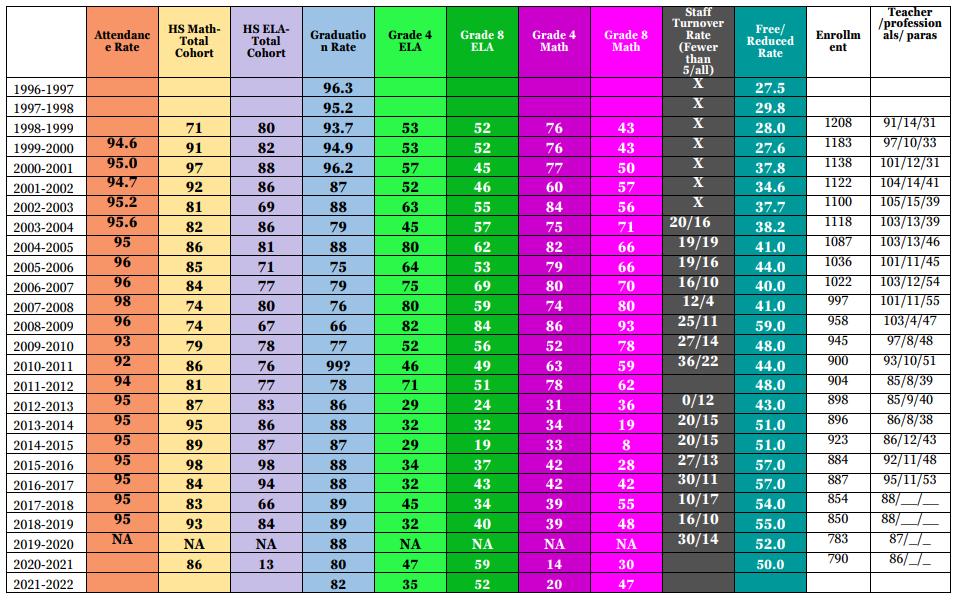 Attendanc e Rate | HS Math- Total Cohort | HS ELA- Total Cohort | Graduatio n Rate | Grade 4 ELA | Grade 8 ELA | Grade 4 Math | Grade 8 Math | Staff Turnover Rate (Fewer than 5/all) | Free/ Reduced Rate | Enrollm ent | Teacher /profession als/ paras
1996-1997 96.3 X 27.5
1997-1998 95.2 X 29.8
1998-1999 71 80 93.7 53 52 76 43 X 28.0 1208 91/14/31
1999-2000 94.6 91 82 94.9 53 52 76 43 X 27.6 1183 97/10/33
2000-2001 95.0 97 88 96.2 57 45 77 50 X 37.8 1138 101/12/31
2001-2002 94.7 92 86 87 52 46 60 57 X 34.6 1122 104/14/41
2002-2003 95.2 81 69 88 63 55 84 56 X 37.7 1100 105/15/39
2003-2004 95.6 82 86 79 45 57 75 71 20/16 38.2 1118 103/13/39
2004-2005 95 86 81 88 80 62 82 66 19/19 41.0 1087 103/13/46
2005-2006 96 85 71 75 64 53 79 66 19/16 44.0 1036 101/11/45
2006-2007 96 84 77 79 75 69 80 70 16/10 40.0 1022 103/12/54
2007-2008 98 74 80 76 80 59 74 80 12/4 41.0 997 101/11/55
2008-2009 96 74 67 66 82 84 86 93 25/11 59.0 958 103/4/47
2009-2010 93 79 78 77 52 56 52 78 27/14 48.0 945 97/8/48
2010-2011 92 86 76 99? 46 49 63 59 36/22 44.0 900 93/10/51
2011-2012 94 81 77 78 71 51 78 62 48.0 904 85/8/39
2012-2013 95 87 83 86 29 24 31 36 0/12 43.0 898 85/9/40
2013-2014 95 95 86 88 32 32 34 19 20/15 51.0 896 86/8/38
2014-2015 95 89 87 87 29 19 33 8 20/15 51.0 923 86/12/43
2015-2016 95 98 98 88 34 37 42 28 27/13 57.0 884 92/11/48
2016-2017 95 84 94 88 32 43 42 42 30/11 57.0 887 95/11/53
2017-2018 95 83 66 89 45 34 39 55 10/17 54.0 854 88/__/__
2018-2019 95 93 84 89 32 40 39 48 16/10 55.0 850 88/__/__
2019-2020 NA NA NA 88 NA NA NA NA 30/14 52.0 783 87/_/_
2020-2021 86 13 80 47 59 14 30 50.0 790 86/_/_
2021-2022 82 35 52 20 47